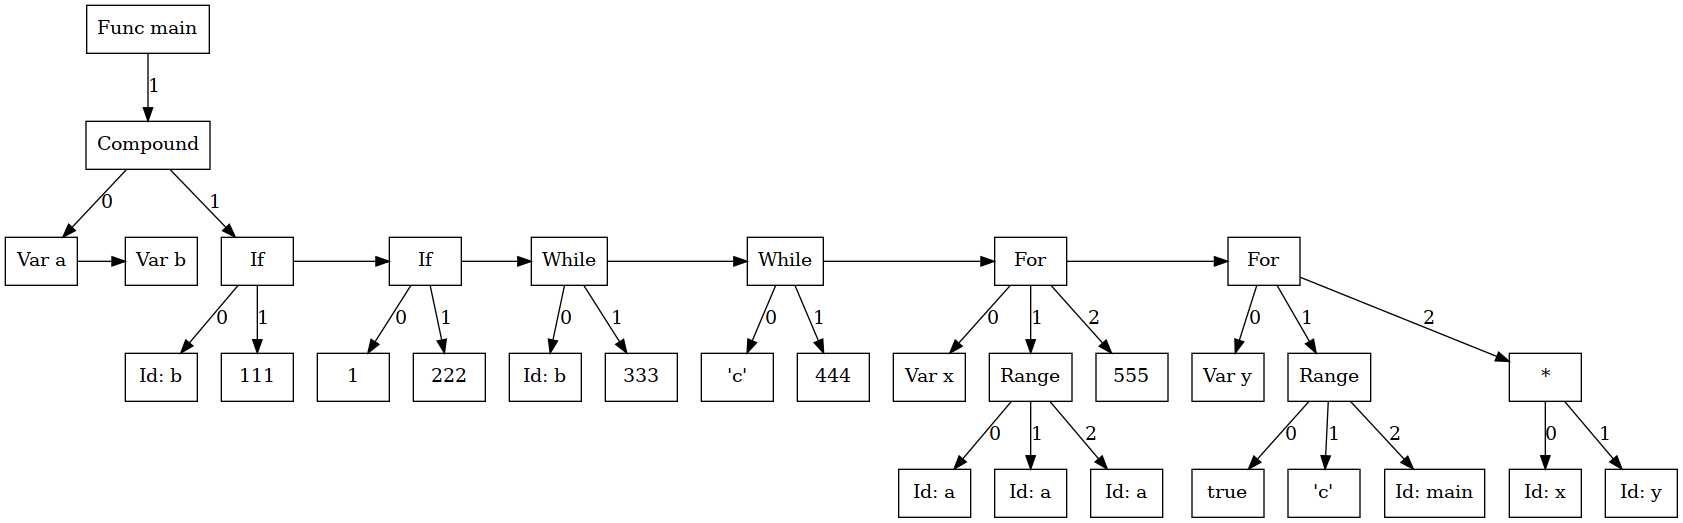 Func main
1
Compound
0 1
Var a Var b If If While While For For
0 1 0 1 0 1 0 1 0 1 2 0 1 2
Id: b 111 1 222 Id: b 333 'c' 444 Var x Range 555 Var y Range *
0 1 2 0 1 2 0 1
Id: a Id: a Id: a true 'c' Id: main Id: x Id: y